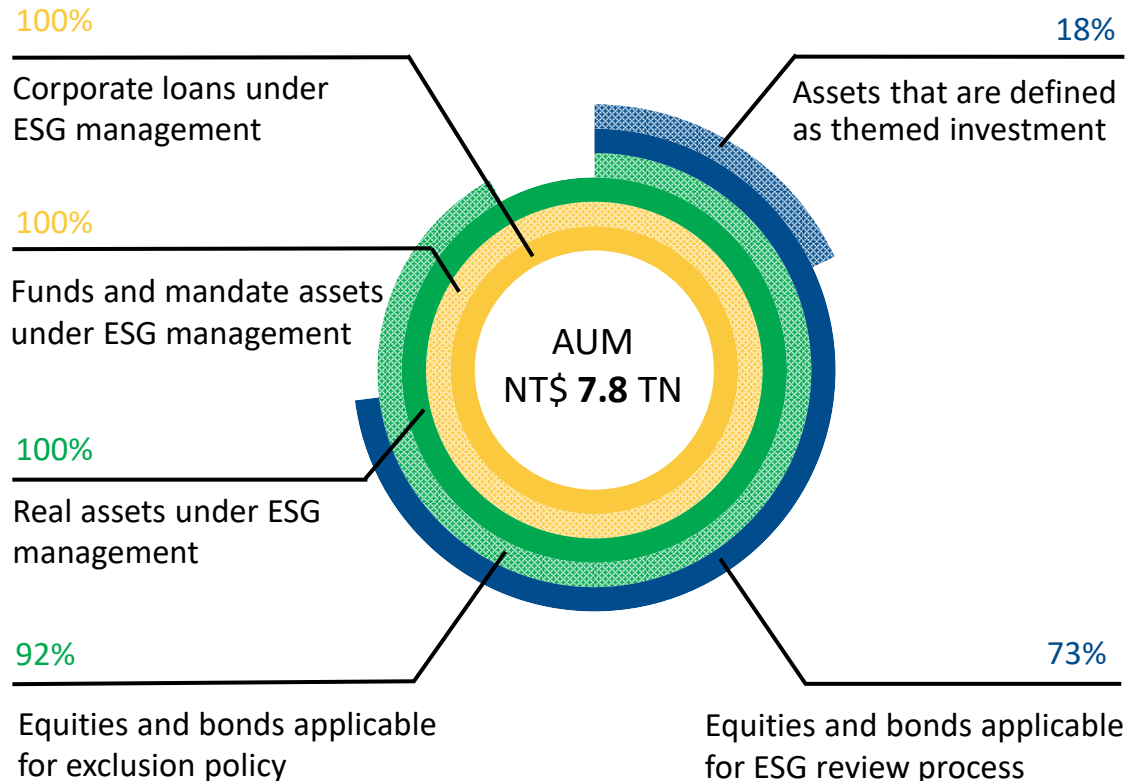 100%
Corporate loans under
ESG management
18%
Assets that are defined
as themed investment
100%
Funds and mandate assets
under ESG management
AUM
NT$ 7.8 TN
100%
Real assets under ESG
management
92%
Equities and bonds applicable
for exclusion policy
73%
Equities and bonds applicable
for ESG review process